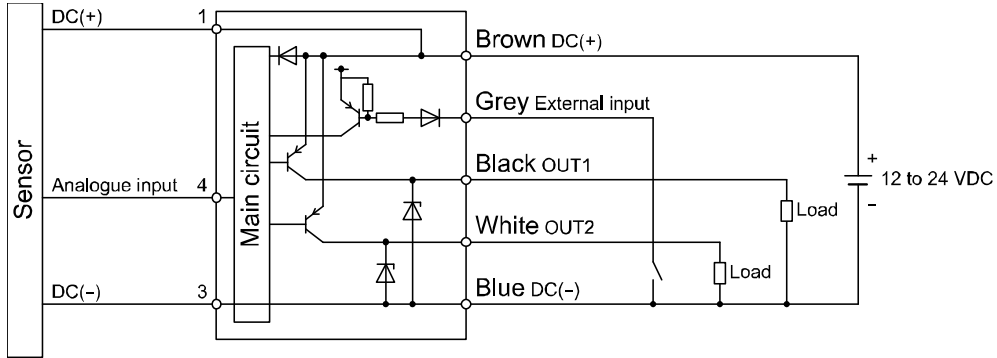 DC(+)
1
Brown DC(+)
Grey External input
Black OUT1
+
12 to 24 VDC
−
Analogue input
4
Load
White OUT2
Load
DC(−)
3
Blue DC(−)
Sensor
Main circuit